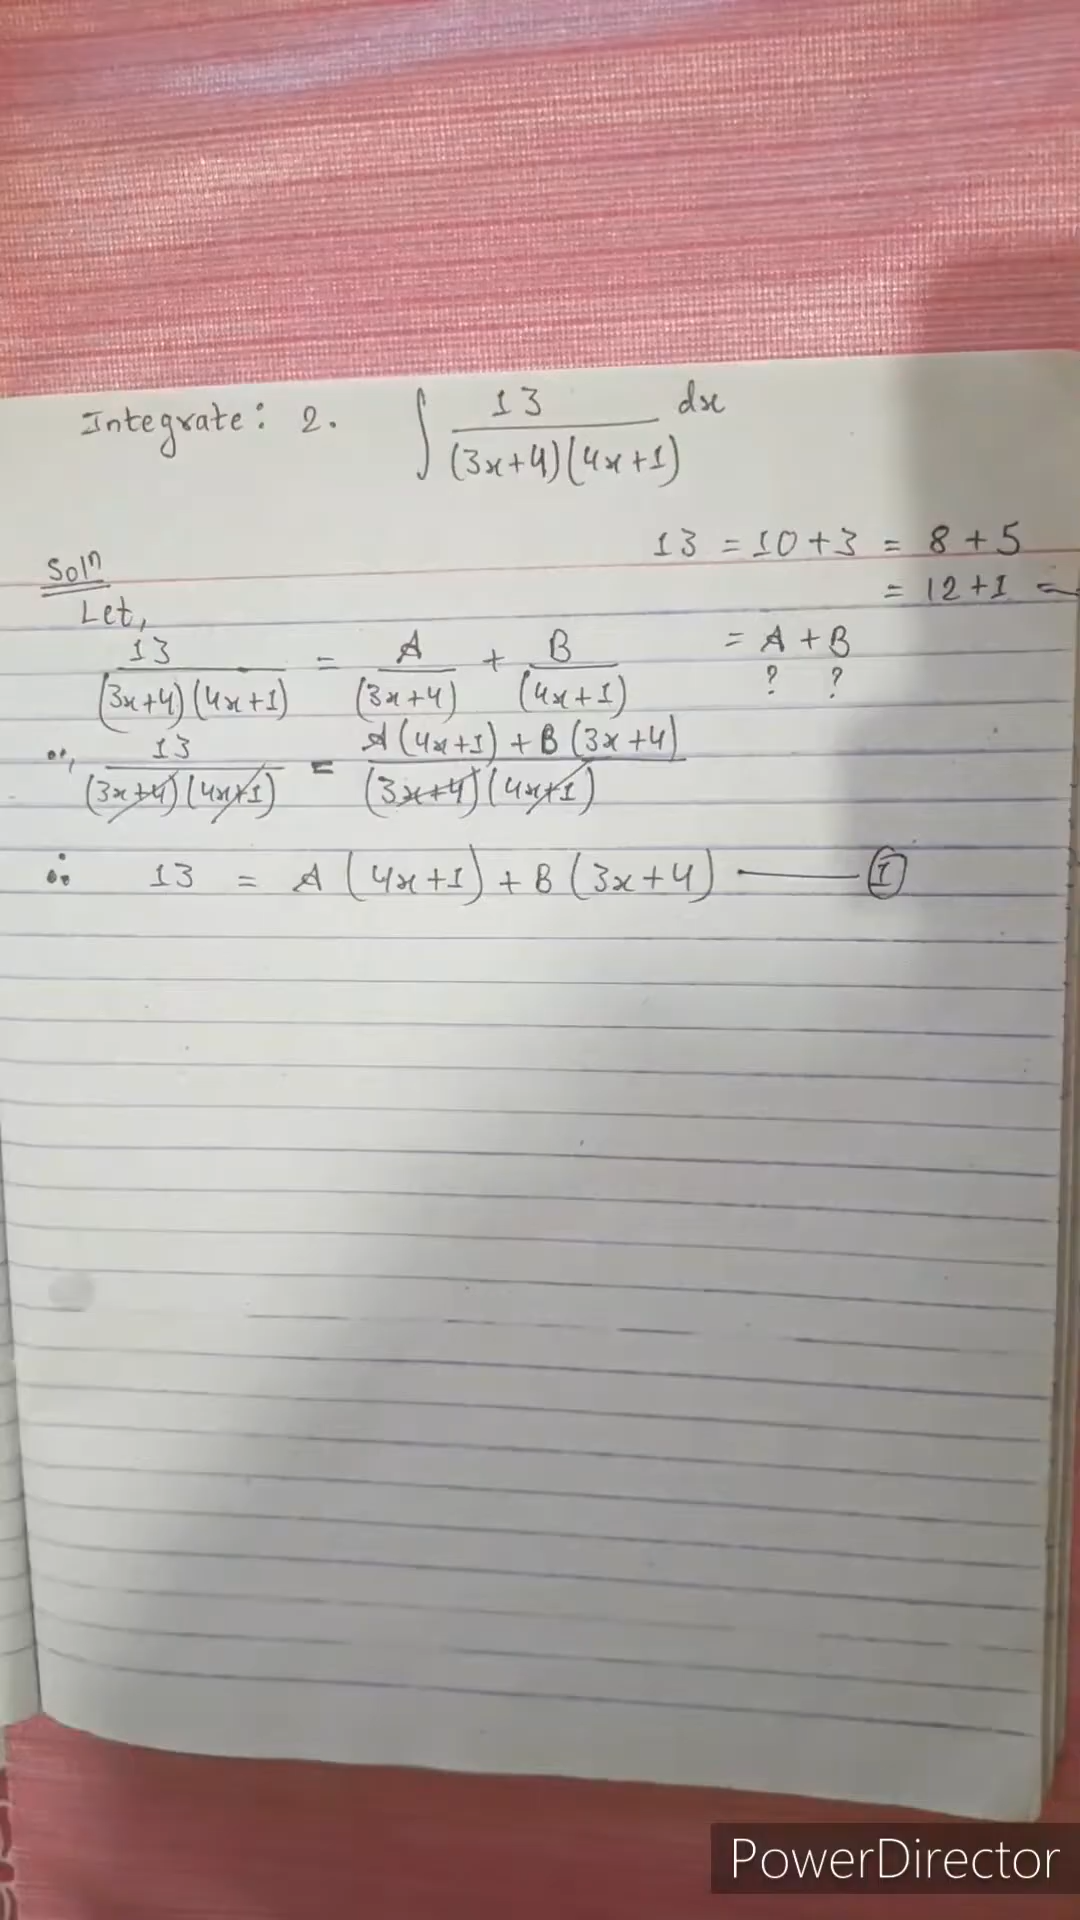 Integrate: 2. ∫ 13 / (3x+4)(4x+1) dx
13 = 10+3 = 8+5
= 12+1 =
= A + B
? ?
Soln
Let,
13 / (3x+4)(4x+1) = A / (3x+4) + B / (4x+1)
or, 13 / (3x+4)(4x+1) = A(4x+1) + B(3x+4) / (3x+4)(4x+1)
∴ 13 = A(4x+1) + B(3x+4) — I
PowerDirector